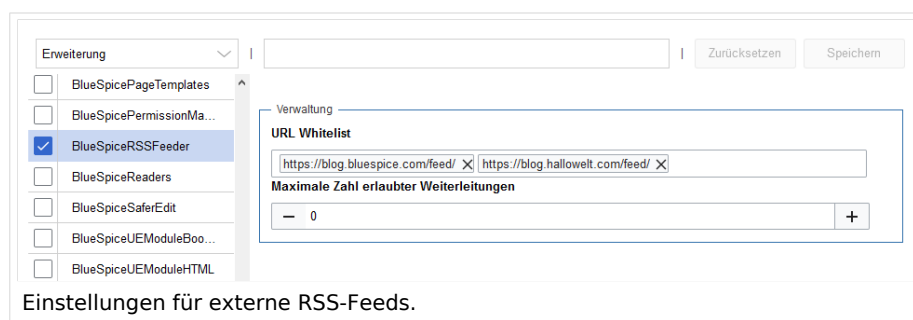 Erweiterung | | Zurücksetzen Speichern
BlueSpicePageTemplates
BlueSpicePermissionMa...
BlueSpiceRSSFeeder
BlueSpiceReaders
BlueSpiceSaferEdit
BlueSpiceUEModuleBoo...
BlueSpiceUEModuleHTML
Verwaltung
URL Whitelist
https://blog.bluespice.com/feed/ https://blog.hallowelt.com/feed/
Maximale Zahl erlaubter Weiterleitungen
0
Einstellungen für externe RSS-Feeds.